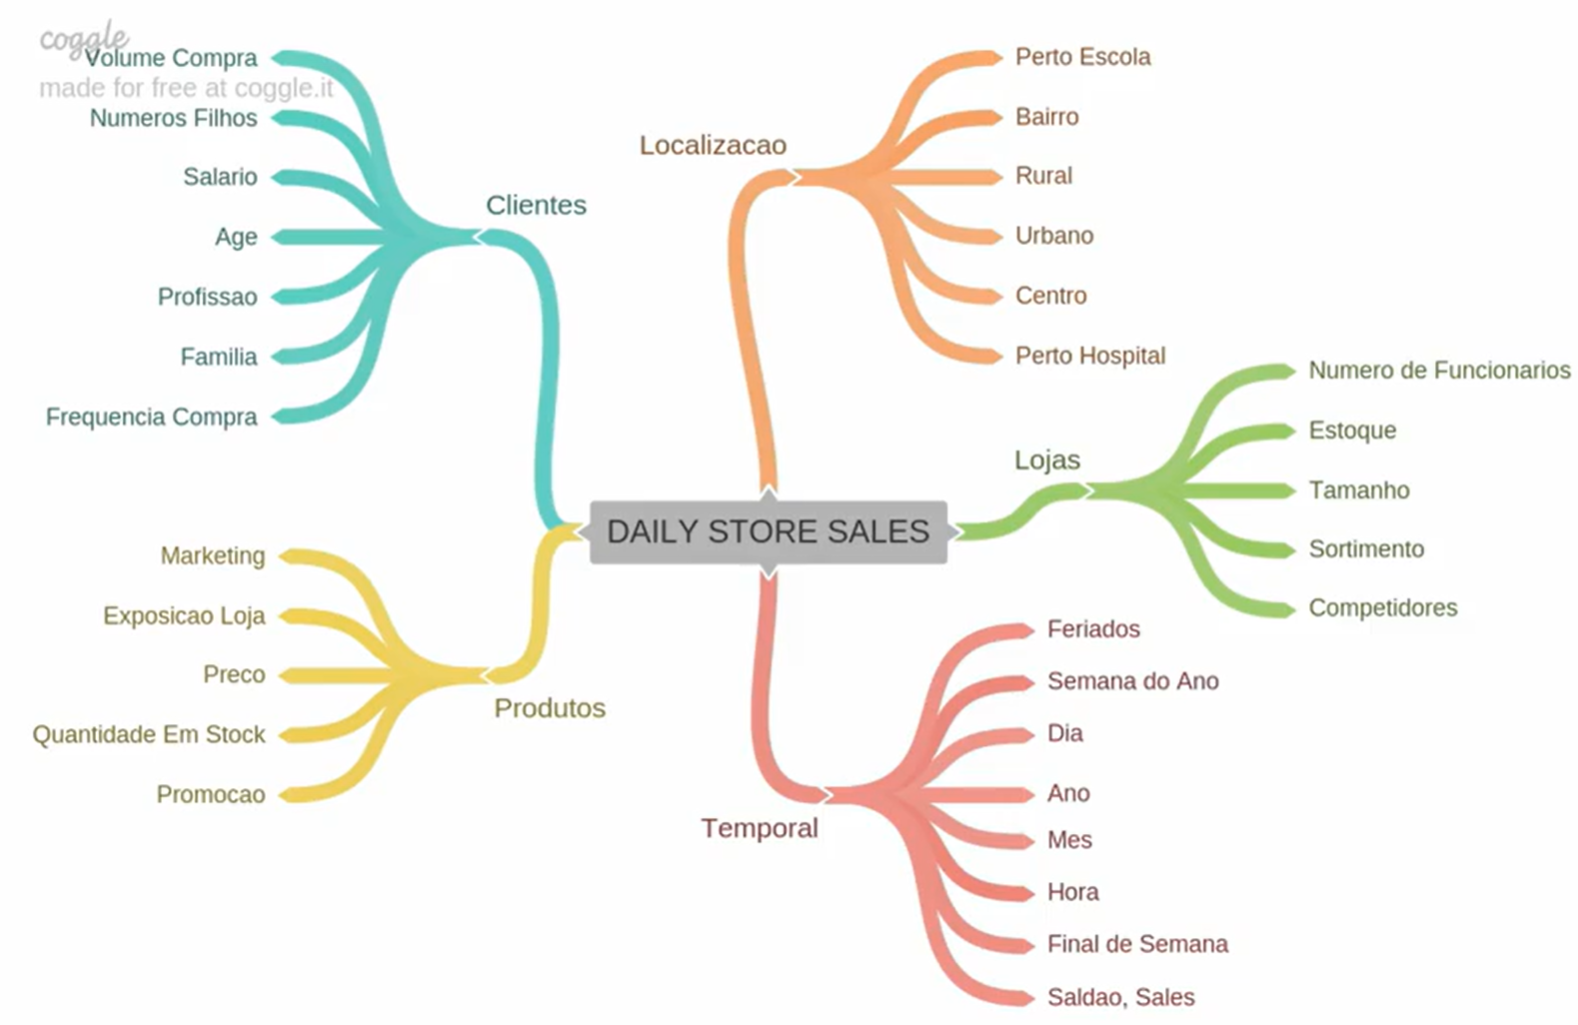 coggle
made for free at coggle.it
Volume Compra
Numeros Filhos
Salario
Age
Profissao
Familia
Frequencia Compra
Clientes
Localizacao
Perto Escola
Bairro
Rural
Urbano
Centro
Perto Hospital
DAILY STORE SALES
Lojas
Numero de Funcionarios
Estoque
Tamanho
Sortimento
Competidores
Marketing
Exposicao Loja
Preco
Quantidade Em Stock
Promocao
Produtos
Temporal
Feriados
Semana do Ano
Dia
Ano
Mes
Hora
Final de Semana
Saldao, Sales